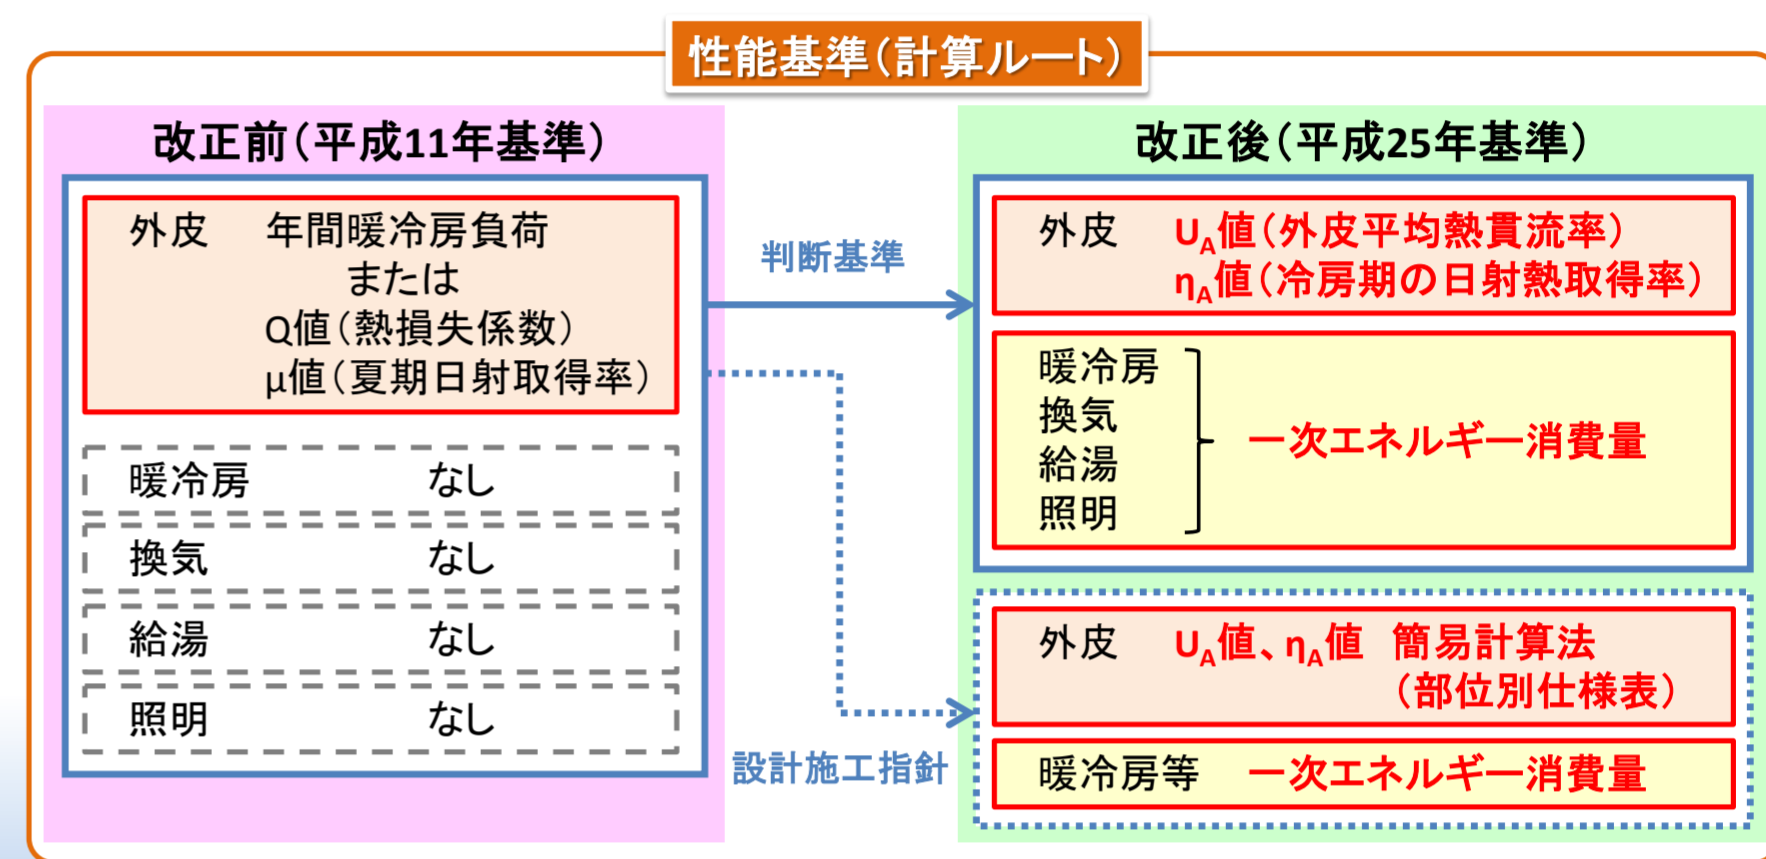 性能基準（計算ルート）
改正前（平成11年基準）
外皮 年間暖冷房負荷
または
Q値（熱損失係数）
μ値（夏期日射取得率）
暖冷房 なし
換気 なし
給湯 なし
照明 なし
判断基準
設計施工指針
改正後（平成25年基準）
外皮 UA値（外皮平均熱貫流率）
ηA値（冷房期の日射熱取得率）
暖冷房
換気
給湯
照明
一次エネルギー消費量
外皮 UA値、ηA値 簡易計算法
（部位別仕様表）
暖冷房等 一次エネルギー消費量